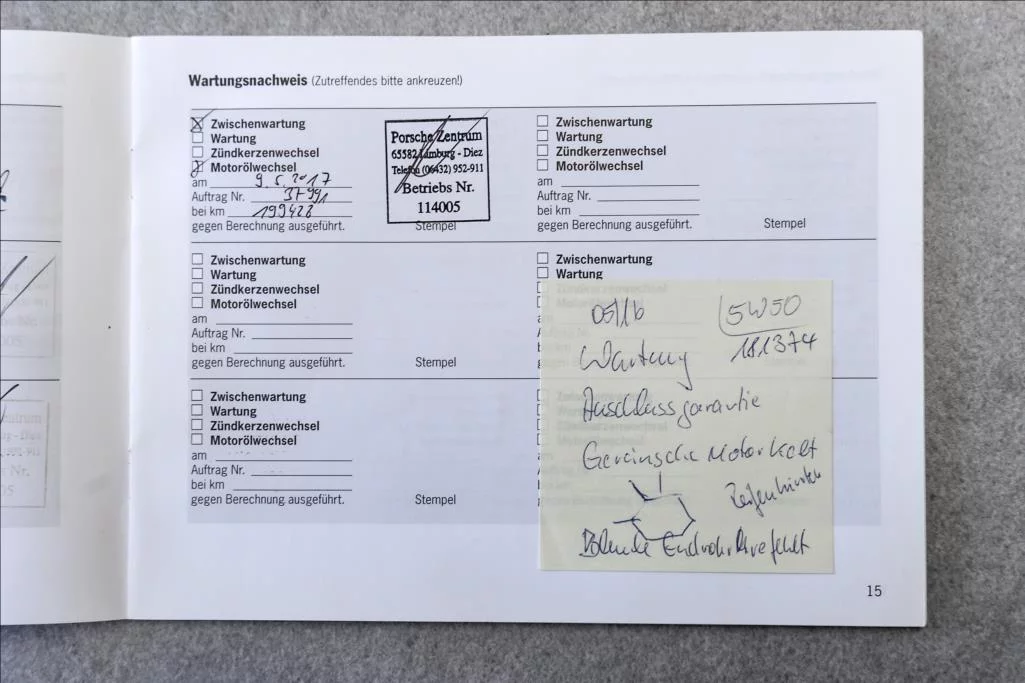 Wartungsnachweis (Zutreffendes bitte ankreuzen!)
Zwischenwartung
Wartung
Zündkerzenwechsel
Motorölwechsel
am 9.5.2017
Auftrag Nr. 37991
bei km 199428
gegen Berechnung ausgeführt.
Porsche Zentrum
65582 Limburg - Diez
Telefon (06432) 952-911
Betriebs Nr.
114005
Stempel
Zwischenwartung
Wartung
Zündkerzenwechsel
Motorölwechsel
am
Auftrag Nr.
bei km
gegen Berechnung ausgeführt.
Stempel
Zwischenwartung
Wartung
Zündkerzenwechsel
Motorölwechsel
am
Auftrag Nr.
bei km
gegen Berechnung ausgeführt.
Stempel
Zwischenwartung
Wartung
Zwischenwartung
Wartung
Zündkerzenwechsel
Motorölwechsel
am
Auftrag Nr.
bei km
gegen Berechnung ausgeführt.
Stempel
05/16
5W50
181374
Wartung
Anschlussgarantie
Geräusche Motor kalt
Reifen hinten
Blende Endrohr fehlt
15